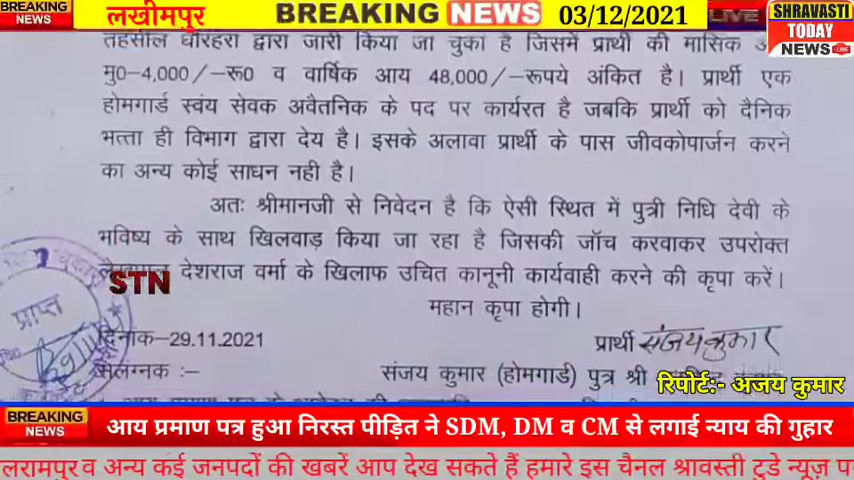 BREAKING NEWS
लखीमपुर
BREAKING NEWS
03/12/2021
LIVE
BREAKING NEWS
SHRAVASTI
TODAY
NEWS LIVE
तहसील धौरहरा द्वारा जारी किया जा चुका है जिसमें प्रार्थी की मासिक
मु0-4,000/-रू0 व वार्षिक आय 48,000/-रूपये अंकित है। प्रार्थी एक
होमगार्ड स्वंय सेवक अवैतनिक के पद पर कार्यरत है जबकि प्रार्थी को दैनिक
भत्ता ही विभाग द्वारा देय है। इसके अलावा प्रार्थी के पास जीवकोपार्जन करने
का अन्य कोई साधन नही है।
अतः श्रीमानजी से निवेदन है कि ऐसी स्थित में पुत्री निधि देवी के
भविष्य के साथ खिलवाड़ किया जा रहा है जिसकी जॉच करवाकर उपरोक्त
देशराज वर्मा के खिलाफ उचित कानूनी कार्यवाही करने की कृपा करें।
STN
महान कृपा होगी।
प्राप्त
दिनाक-29.11.2021
प्रार्थी संजय कुमार
संलग्नक :-
संजय कुमार (होमगार्ड) पुत्र श्री
रिपोर्ट:- अजय कुमार
BREAKING NEWS
आय प्रमाण पत्र हुआ निरस्त पीड़ित ने SDM, DM व CM से लगाई न्याय की गुहार
लरामपुर व अन्य कई जनपदों की खबरें आप देख सकते हैं हमारे इस चैनल श्रावस्ती टुडे न्यूज़ प